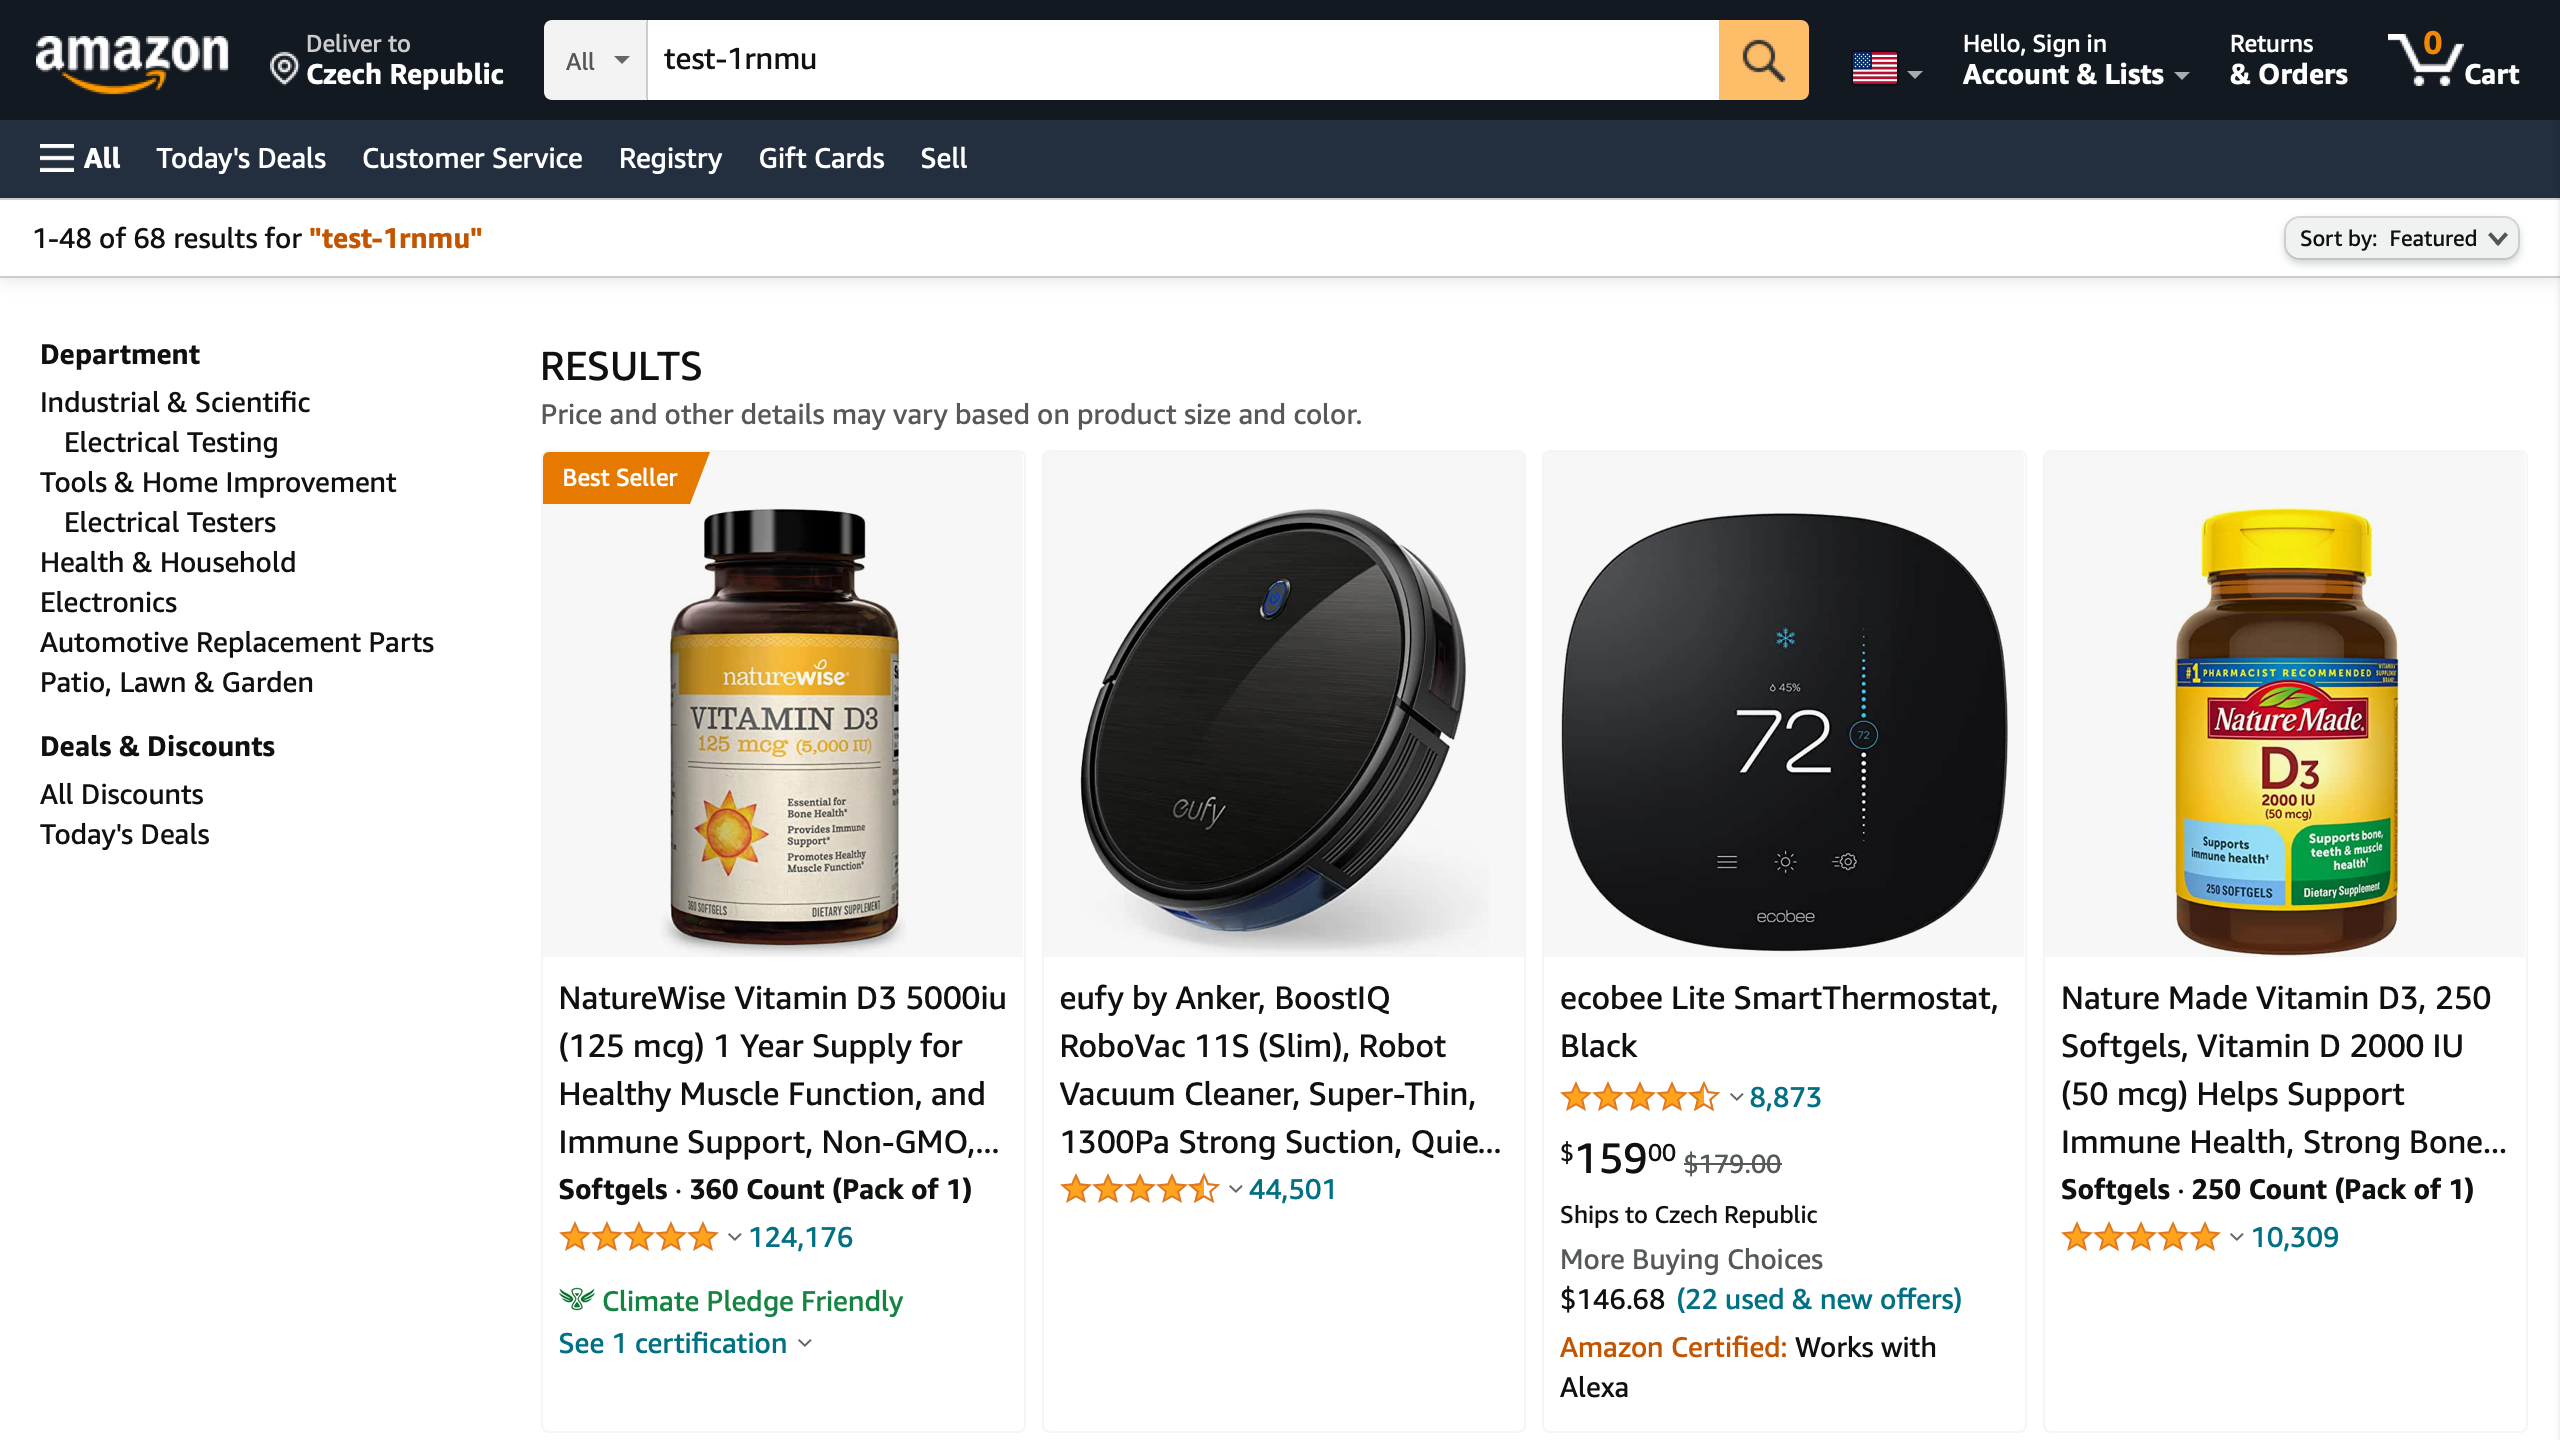 amazon
Deliver to
Czech Republic
All
test-1rnmu
Hello, Sign in
Account & Lists
Returns
& Orders
0
Cart
All
Today's Deals
Customer Service
Registry
Gift Cards
Sell
1-48 of 68 results for "test-1rnmu"
Sort by: Featured
Department
Industrial & Scientific
Electrical Testing
Tools & Home Improvement
Electrical Testers
Health & Household
Electronics
Automotive Replacement Parts
Patio, Lawn & Garden
Deals & Discounts
All Discounts
Today's Deals
RESULTS
Price and other details may vary based on product size and color.
Best Seller
naturewise
VITAMIN D3
125 mcg (5,000 IU)
Essential for
Bone Health*
Provides Immune
Support*
Promotes Healthy
Muscle Function*
360 SOFTGELS
DIETARY SUPPLEMENT
NatureWise Vitamin D3 5000iu
(125 mcg) 1 Year Supply for
Healthy Muscle Function, and
Immune Support, Non-GMO,...
Softgels · 360 Count (Pack of 1)
124,176
Climate Pledge Friendly
See 1 certification
eufy
eufy by Anker, BoostIQ
RoboVac 11S (Slim), Robot
Vacuum Cleaner, Super-Thin,
1300Pa Strong Suction, Quie...
44,501
45%
72
72
ecobee
ecobee Lite SmartThermostat,
Black
8,873
$15900 $179.00
Ships to Czech Republic
More Buying Choices
$146.68 (22 used & new offers)
Amazon Certified: Works with
Alexa
#1 PHARMACIST RECOMMENDED
Nature Made
D3
2000 IU
(50 mcg)
Supports
immune health†
250 SOFTGELS
Supports bone,
teeth & muscle
health†
Dietary Supplement
Nature Made Vitamin D3, 250
Softgels, Vitamin D 2000 IU
(50 mcg) Helps Support
Immune Health, Strong Bone...
Softgels · 250 Count (Pack of 1)
10,309